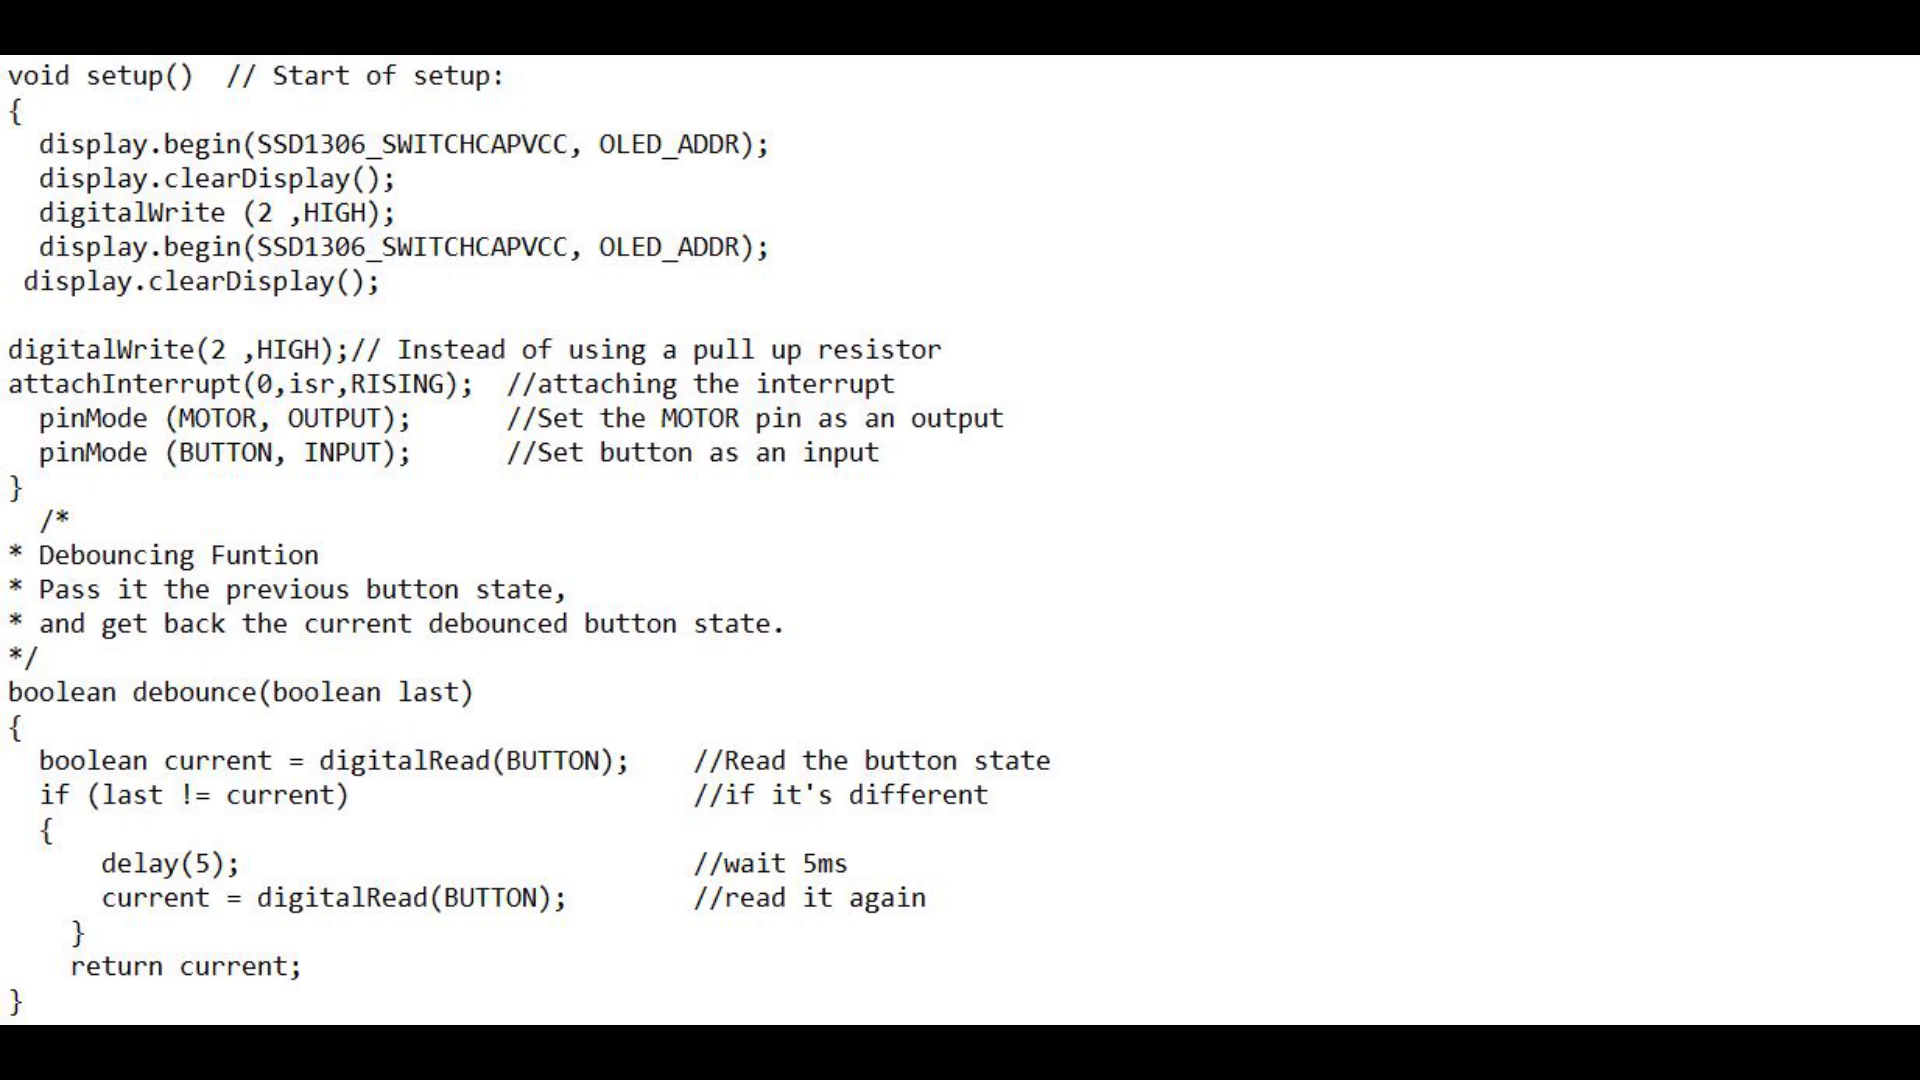 void setup()  // Start of setup:
{
  display.begin(SSD1306_SWITCHCAPVCC, OLED_ADDR);
  display.clearDisplay();
  digitalWrite (2 ,HIGH);
  display.begin(SSD1306_SWITCHCAPVCC, OLED_ADDR);
 display.clearDisplay();

digitalWrite(2 ,HIGH);// Instead of using a pull up resistor
attachInterrupt(0,isr,RISING);  //attaching the interrupt
  pinMode (MOTOR, OUTPUT);      //Set the MOTOR pin as an output
  pinMode (BUTTON, INPUT);      //Set button as an input
}
  /*
* Debouncing Funtion
* Pass it the previous button state,
* and get back the current debounced button state.
*/
boolean debounce(boolean last)
{
  boolean current = digitalRead(BUTTON);    //Read the button state
  if (last != current)                      //if it's different
  {
      delay(5);                             //wait 5ms
      current = digitalRead(BUTTON);        //read it again
    }
    return current;
}